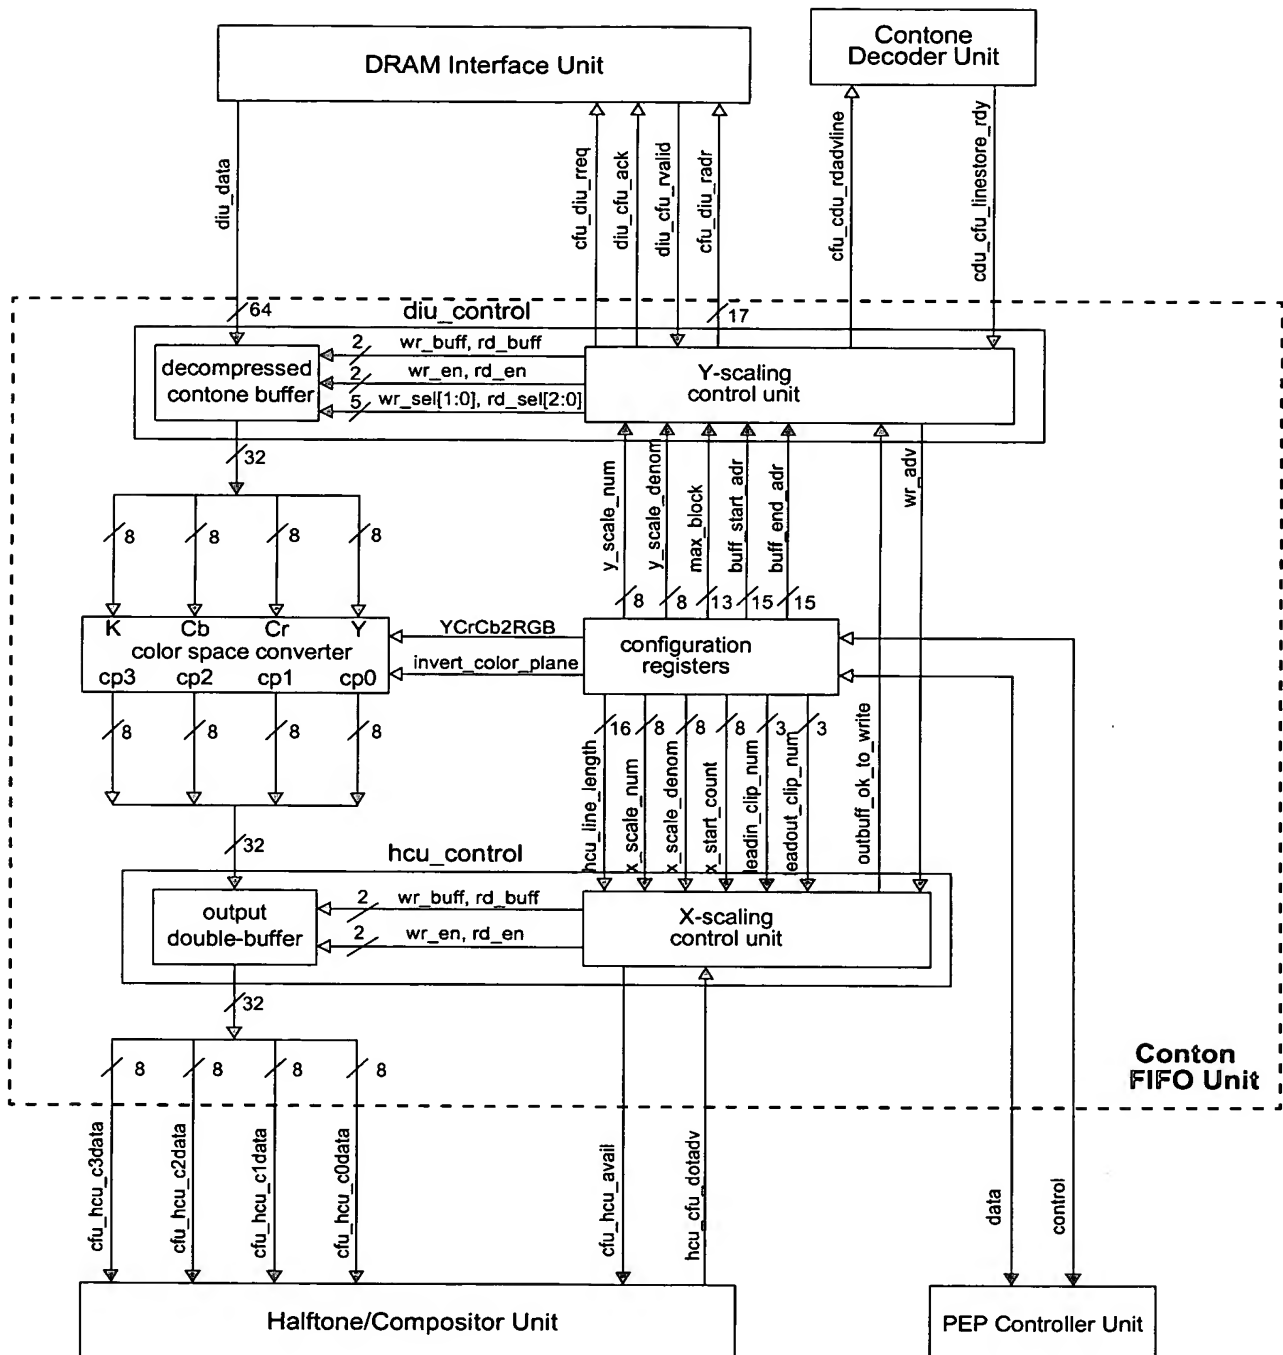 DRAM Interface Unit
Contone
Decoder Unit
diu_data
cfu_diu_rreq
diu_cfu_ack
diu_cfu_rvalid
cfu_diu_radr
cfu_cdu_rdadvline
cdu_cfu_linestore_rdy
64
17
diu_control
decompressed
contone buffer
2
wr_buff, rd_buff
2
wr_en, rd_en
5
wr_sel[1:0], rd_sel[2:0]
Y-scaling
control unit
32
8
8
8
8
y_scale_num
y_scale_denom
max_block
buff_start_adr
buff_end_adr
wr_adv
8
8
13
15
15
K
Cb
Cr
Y
color space converter
cp3
cp2
cp1
cp0
YCrCb2RGB
invert_color_plane
configuration
registers
8
8
8
8
16
8
8
8
3
3
hcu_line_length
x_scale_num
x_scale_denom
x_start_count
leadin_clip_num
leadout_clip_num
outbuff_ok_to_write
32
hcu_control
output
double-buffer
2
wr_buff, rd_buff
2
wr_en, rd_en
X-scaling
control unit
32
8
8
8
8
Conton
FIFO Unit
cfu_hcu_c3data
cfu_hcu_c2data
cfu_hcu_c1data
cfu_hcu_c0data
cfu_hcu_avail
hcu_cfu_dotadv
data
control
Halftone/Compositor Unit
PEP Controller Unit